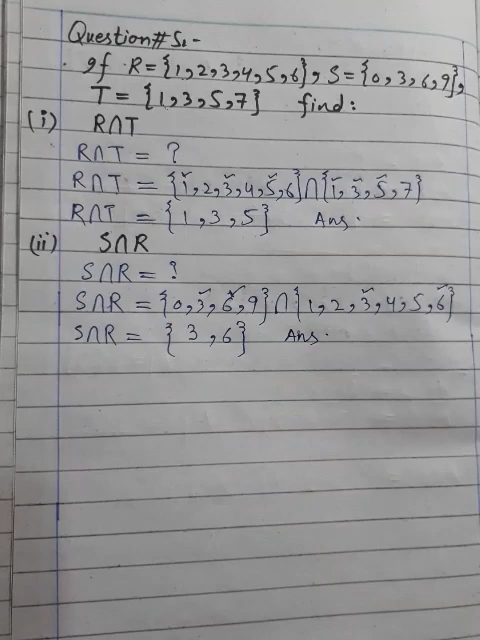 Question#5:-
If R={1,2,3,4,5,6}, S={0,3,6,9},
T={1,3,5,7} find:
(i) R∩T
R∩T = ?
R∩T = {1,2,3,4,5,6}∩{1,3,5,7}
R∩T = {1,3,5} Ans.
(ii) S∩R
S∩R = ?
S∩R = {0,3,6,9}∩{1,2,3,4,5,6}
S∩R = {3,6} Ans.